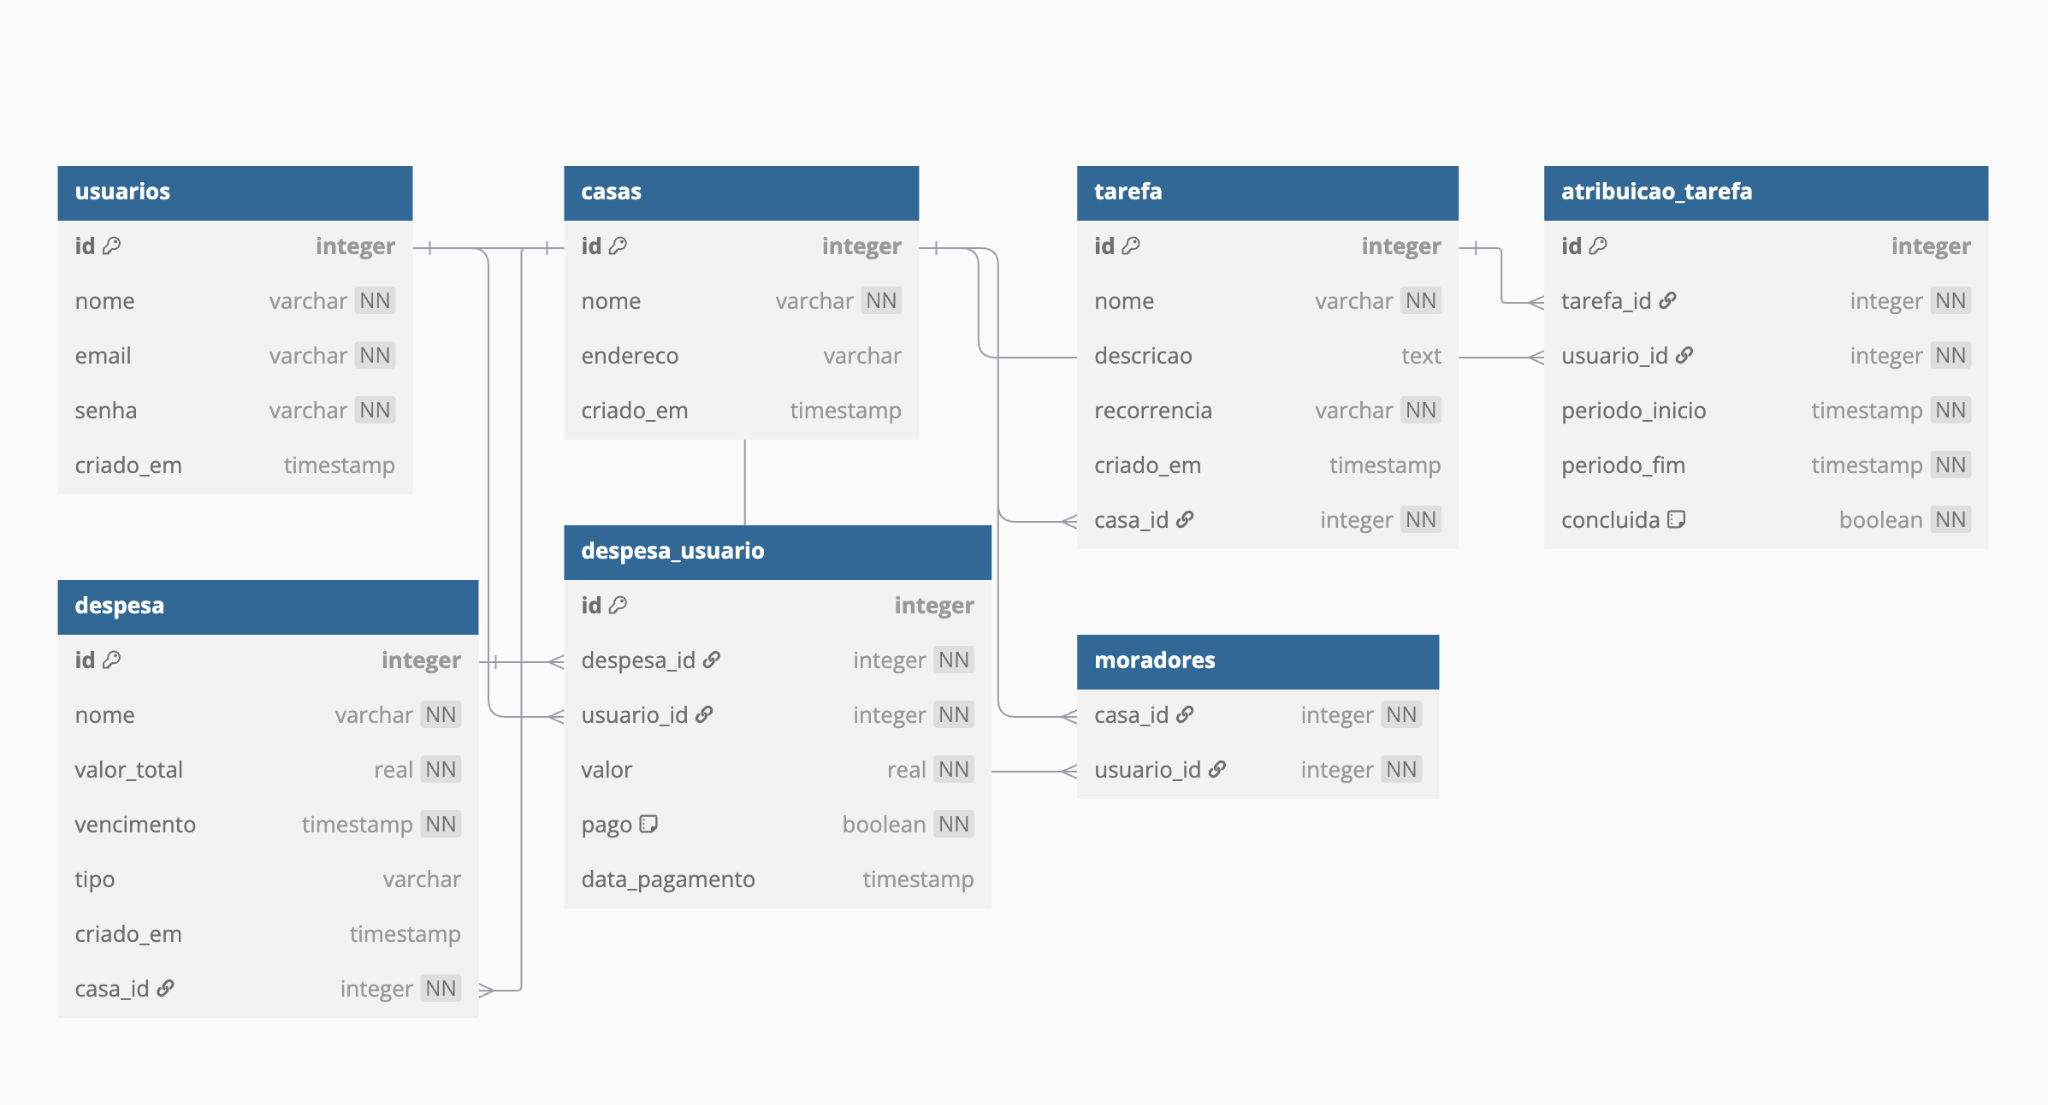 usuarios
id integer
nome varchar NN
email varchar NN
senha varchar NN
criado_em timestamp
casas
id integer
nome varchar NN
endereco varchar
criado_em timestamp
tarefa
id integer
nome varchar NN
descricao text
recorrencia varchar NN
criado_em timestamp
casa_id integer NN
atribuicao_tarefa
id integer
tarefa_id integer NN
usuario_id integer NN
periodo_inicio timestamp NN
periodo_fim timestamp NN
concluida boolean NN
despesa
id integer
nome varchar NN
valor_total real NN
vencimento timestamp NN
tipo varchar
criado_em timestamp
casa_id integer NN
despesa_usuario
id integer
despesa_id integer NN
usuario_id integer NN
valor real NN
pago boolean NN
data_pagamento timestamp
moradores
casa_id integer NN
usuario_id integer NN